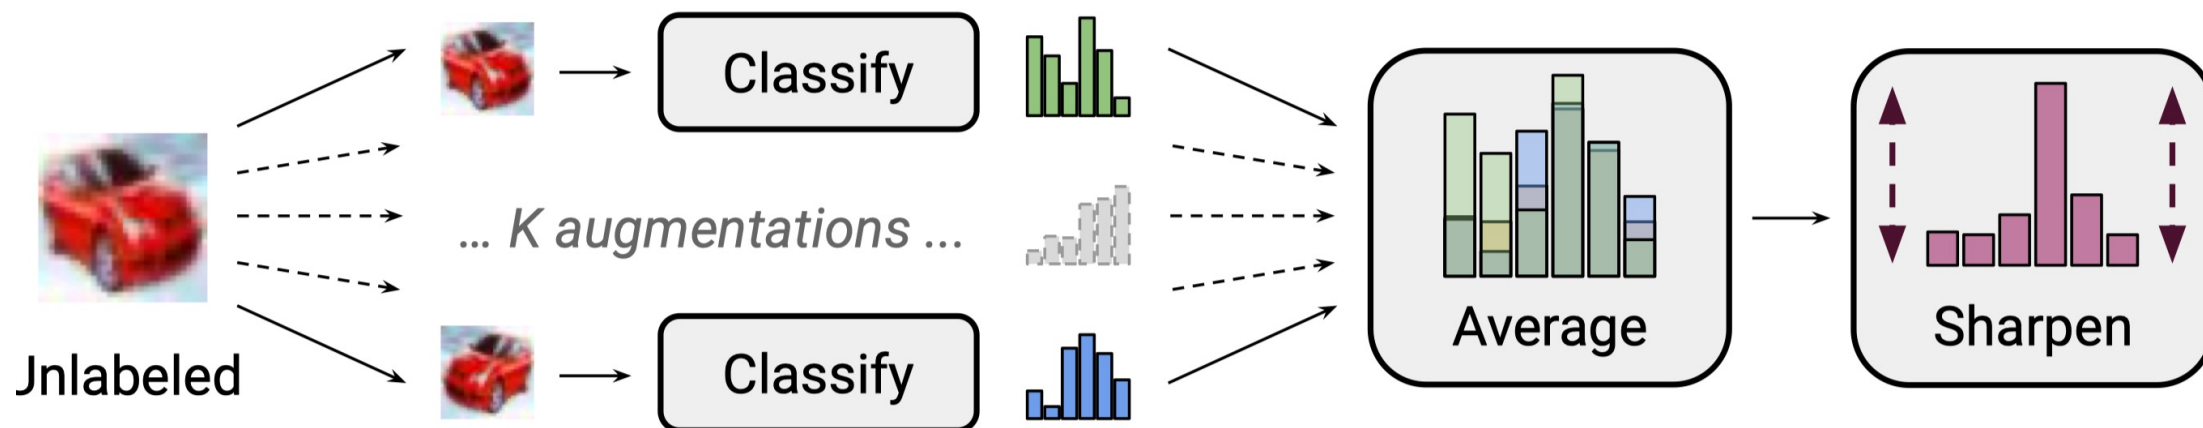 Classify
... K augmentations ...
Average
Sharpen
Jnlabeled
Classify